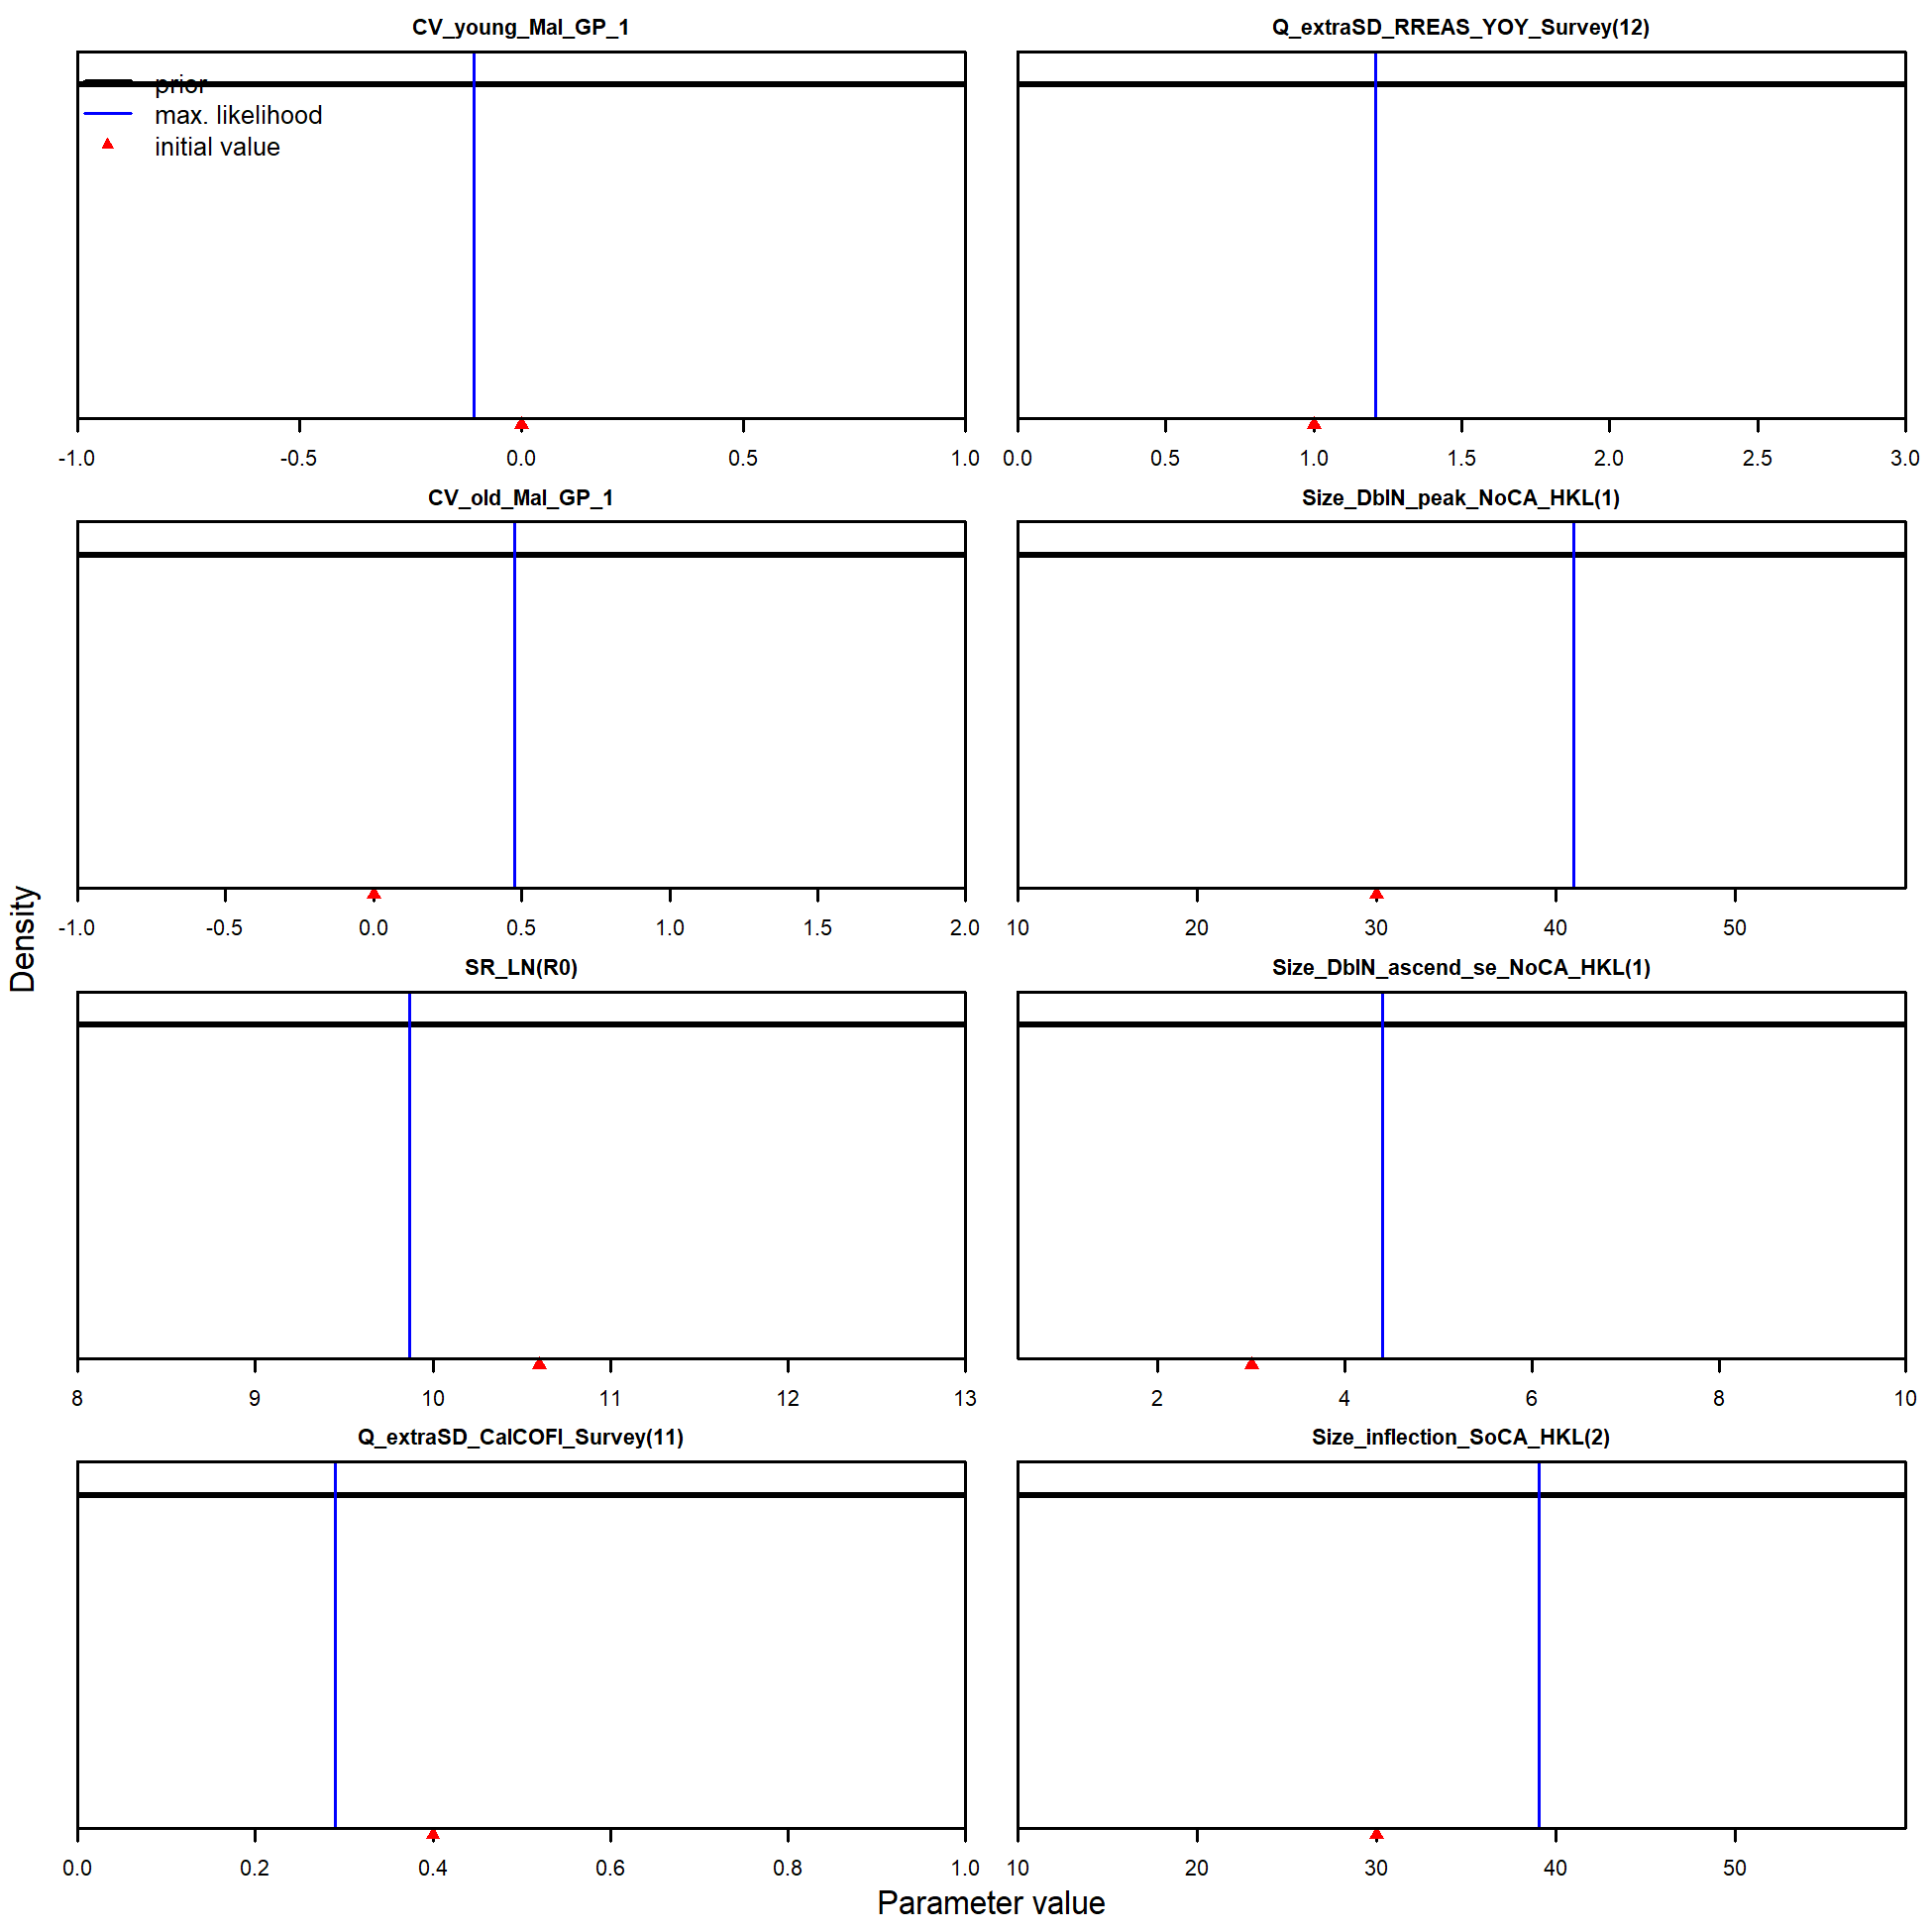 CV_young_Mal_GP_1
prior
max. likelihood
initial value
-1.0 -0.5 0.0 0.5 1.0
Q_extraSD_RREAS_YOY_Survey(12)
0.0 0.5 1.0 1.5 2.0 2.5 3.0
CV_old_Mal_GP_1
-1.0 -0.5 0.0 0.5 1.0 1.5 2.0
Size_DblN_peak_NoCA_HKL(1)
10 20 30 40 50
SR_LN(R0)
8 9 10 11 12 13
Size_DblN_ascend_se_NoCA_HKL(1)
2 4 6 8 10
Q_extraSD_CalCOFI_Survey(11)
0.0 0.2 0.4 0.6 0.8 1.0
Size_inflection_SoCA_HKL(2)
10 20 30 40 50
Density
Parameter value